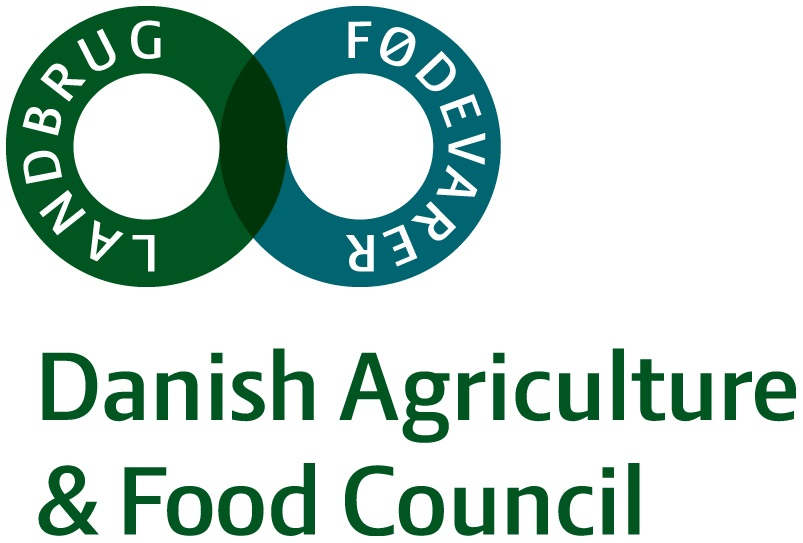 LANDBRUG
FØDEVARER
Danish Agriculture
& Food Council